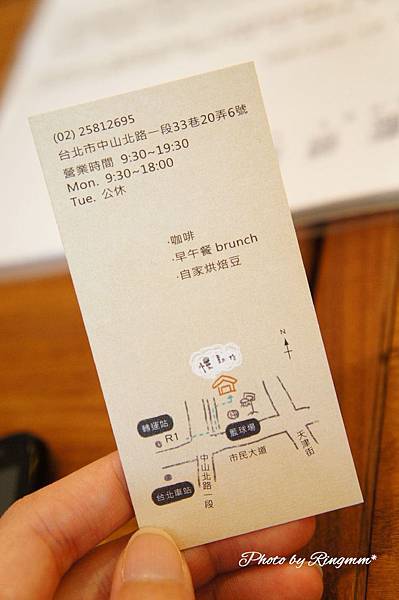 (02) 25812695
台北市中山北路一段33巷20弄6號
營業時間 9:30~19:30
Mon. 9:30~18:00
Tue. 公休
·咖啡
·早午餐 brunch
·自家烘焙豆
N
轉運站
R1
籃球場
台北車站
中山北路一段
市民大道
天津街
Photo by Ringmm*